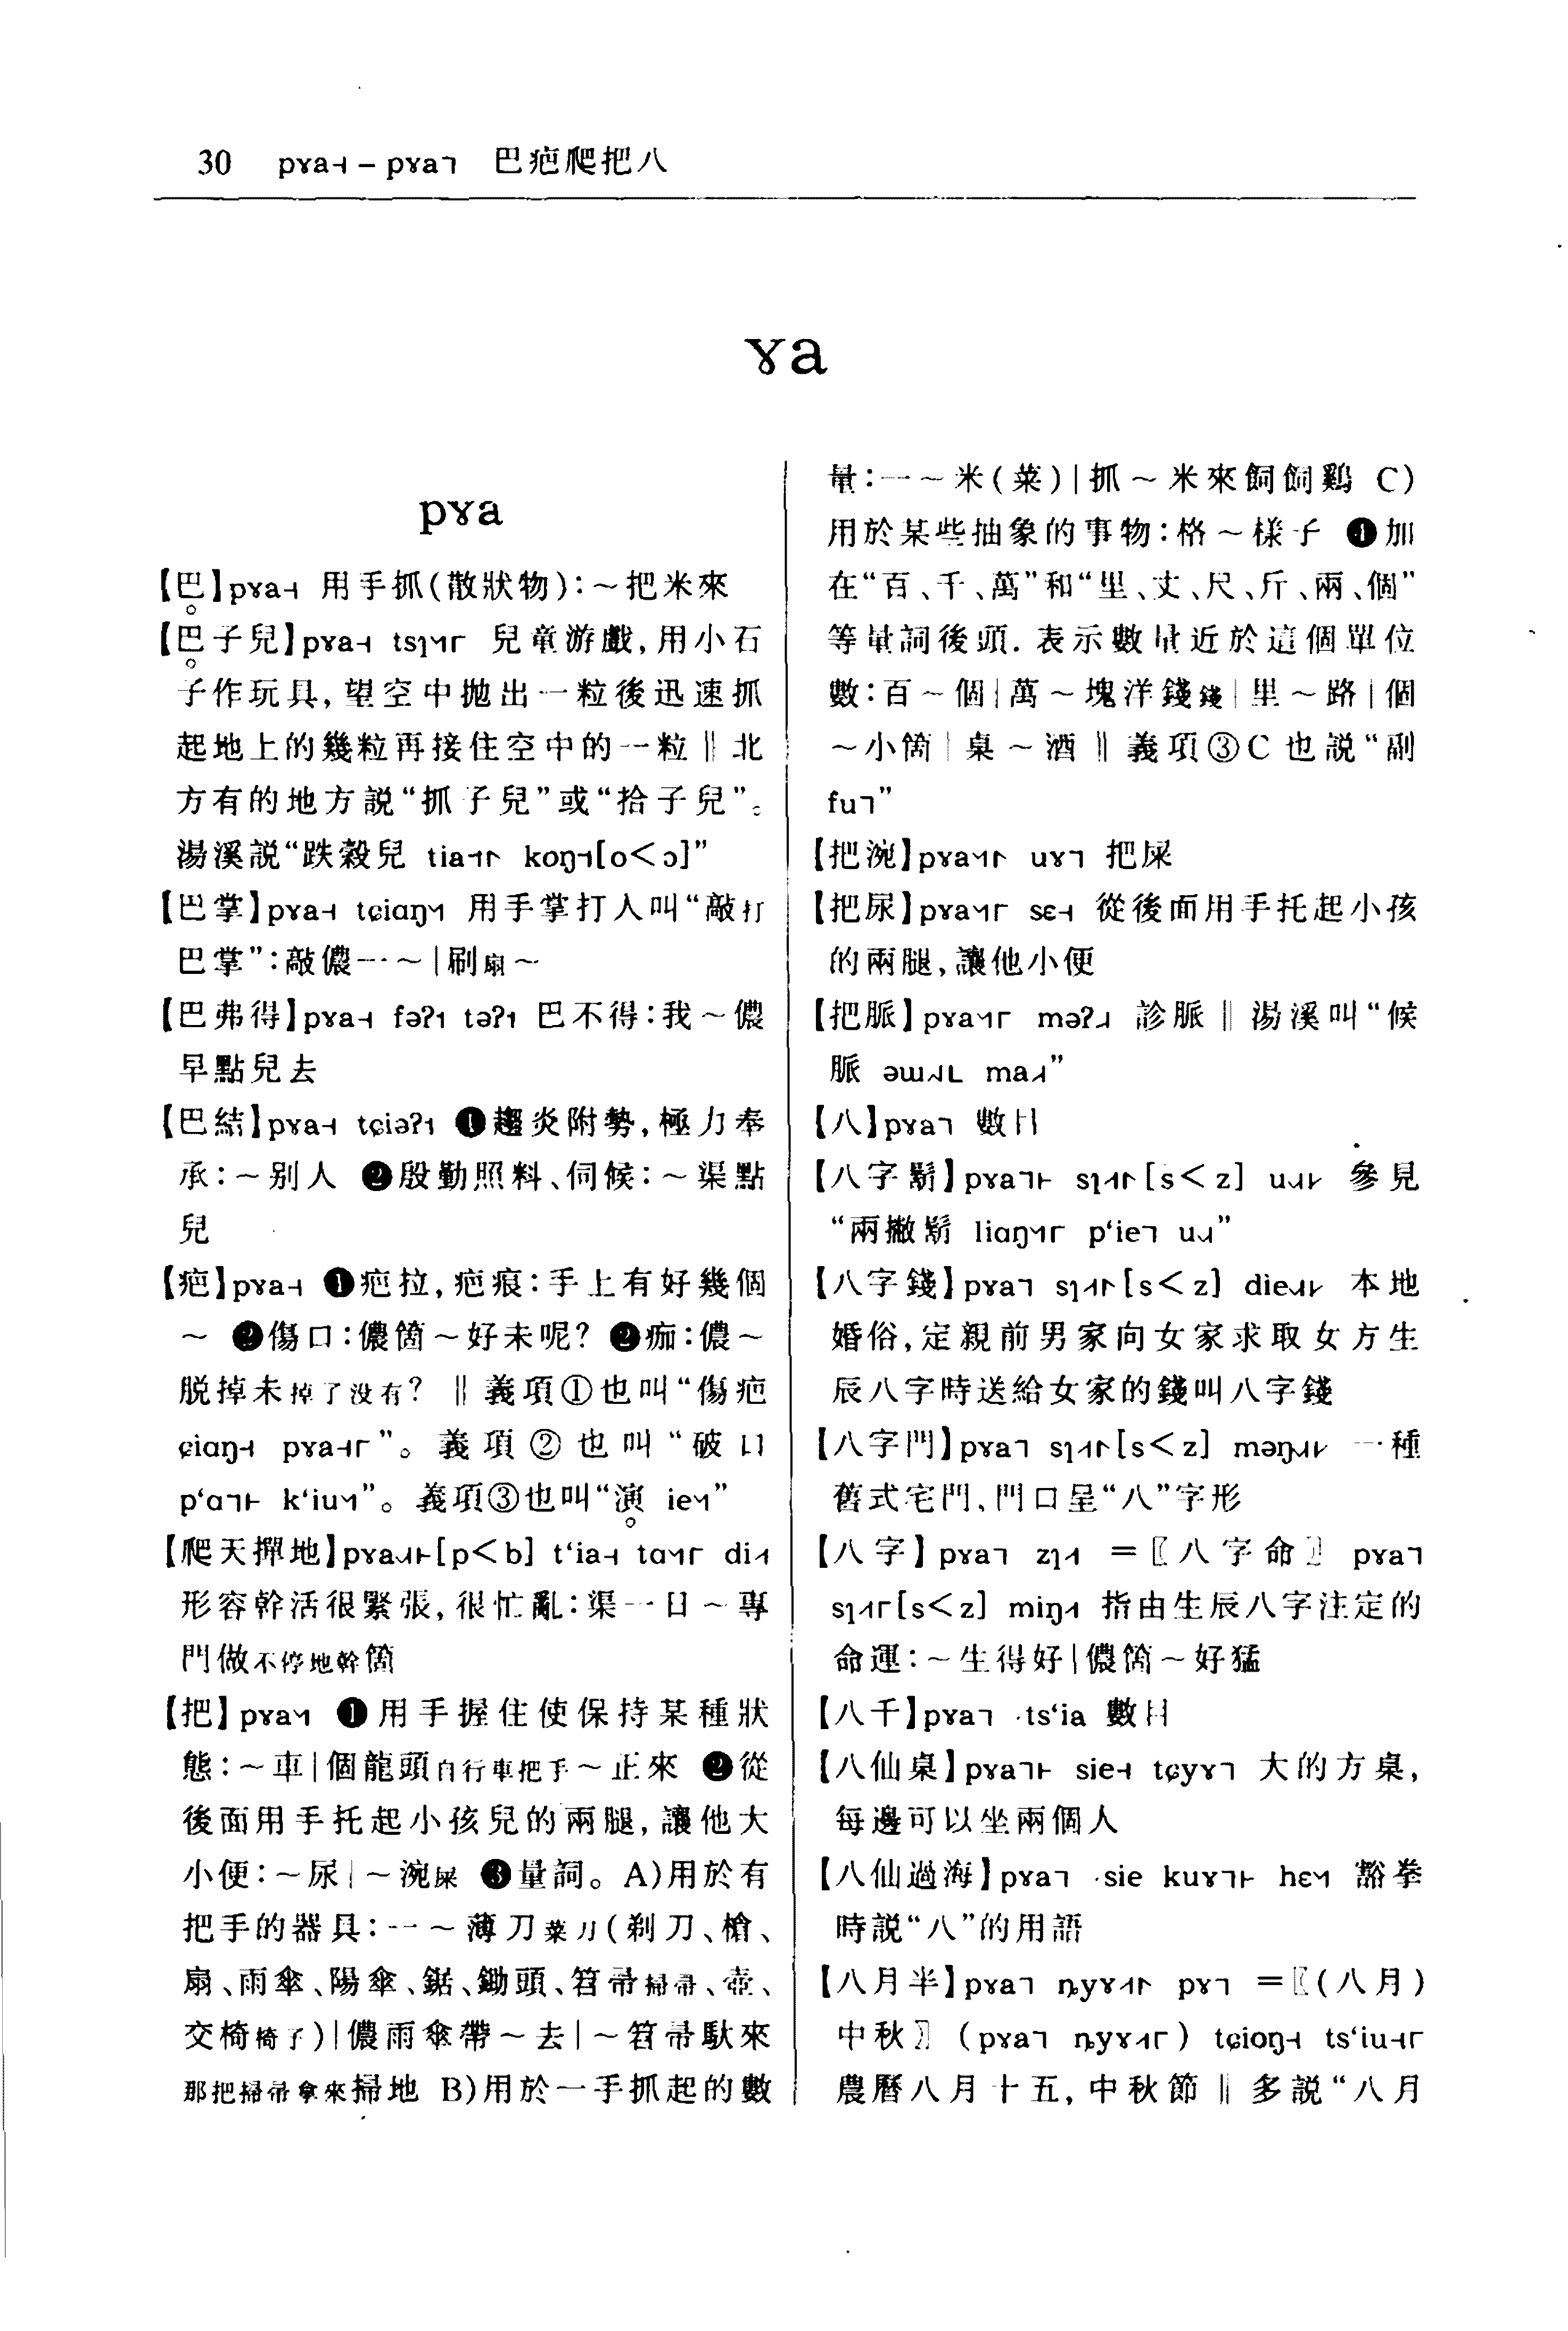 30 pɤa˧ – pɤa˥ 巴疤爬把八
ɤa
pɤa
【巴】pɤa˧ 用手抓(散狀物)：～把米來
【巴子兒】pɤa˧ tsɿ 兒童游戲，用小石
子作玩具，望空中抛出一粒後迅速抓
起地上的幾粒再接住空中的一粒‖北
方有的地方説“抓子兒”或“拾子兒”。
湯溪説“跌榖兒 tia koŋ[o＜ɔ]”
【巴掌】pɤa˧ tɕiɑŋ 用手掌打人叫“敲打
巴掌”：敲儂一～|刷扇～
【巴弗得】pɤa˧ fəʔ təʔ 巴不得：我～儂
早點兒去
【巴結】pɤa˧ tɕiəʔ ❶趨炎附勢，極力奉
承：～别人 ❷殷勤照料、伺候：～渠點
兒
【疤】pɤa˧ ❶疤拉，疤痕：手上有好幾個
～ ❷傷口：儂箇～好未呢？ ❷痂：儂～
脱掉未掉了没有？‖義項①也叫“傷疤
ɕiɑŋ pɤa”。義項②也叫“破口
pʻɑ kʻiu”。義項③也叫“演 ie”
【爬天撣地】pɤa[p＜b] tʻia tɑ di
形容幹活很緊張，很忙亂：渠一日～專
門做不停地幹箇
【把】pɤa ❶用手握住使保持某種狀
態：～車|個龍頭自行車把手～正來 ❷從
後面用手托起小孩兒的兩腿，讓他大
小便：～尿|～涴屎 ❸量詞。A)用於有
把手的器具：一～薄刀菜刀(剃刀、槍、
扇、雨傘、陽傘、鋸、鋤頭、笤帚掃帚、壺、
交椅椅子)|儂雨傘帶～去|～笤帚馱來
那把掃帚拿來掃地 B)用於一手抓起的數
量：一～米(菜)|抓～米來飼飼鷄 C)
用於某些抽象的事物：格～樣子 ❹加
在“百、千、萬”和“里、丈、尺、斤、兩、個”
等量詞後頭．表示數量近於這個單位
數：百～個|萬～塊洋錢錢|里～路|個
～小箇|桌～酒‖義項③C也説“副
fu˥”
【把涴】pɤa uɤ˥ 把屎
【把尿】pɤa sɛ˧ 從後面用手托起小孩
的兩腿，讓他小便
【把脈】pɤa məʔ 診脈‖湯溪叫“候
脈 əɯ ma”
【八】pɤa˥ 數目
【八字鬍】pɤa sɿ[s＜z] u 參見
“兩撇鬍 liɑŋ pʻie˥ u”
【八字錢】pɤa˥ sɿ[s＜z] die 本地
婚俗，定親前男家向女家求取女方生
辰八字時送給女家的錢叫八字錢
【八字門】pɤa˥ sɿ[s＜z] məŋ 一種
舊式宅門，門口呈“八”字形
【八字】pɤa˥ zɿ ＝〖八字命〗 pɤa˥
sɿ[s＜z] miŋ 指由生辰八字注定的
命運：～生得好|儂箇～好猛
【八千】pɤa˥ ·tsʻia 數目
【八仙桌】pɤa sie˧ tɕyɤ˥ 大的方桌，
每邊可以坐兩個人
【八仙過海】pɤa˥ ·sie kuɤ hɛ 豁拳
時説“八”的用語
【八月半】pɤa˥ ȵyɤ pɤ˥ ＝〖(八月)
中秋〗(pɤa˥ ȵyɤ) tɕioŋ˧ tsʻiu
農曆八月十五，中秋節‖多説“八月